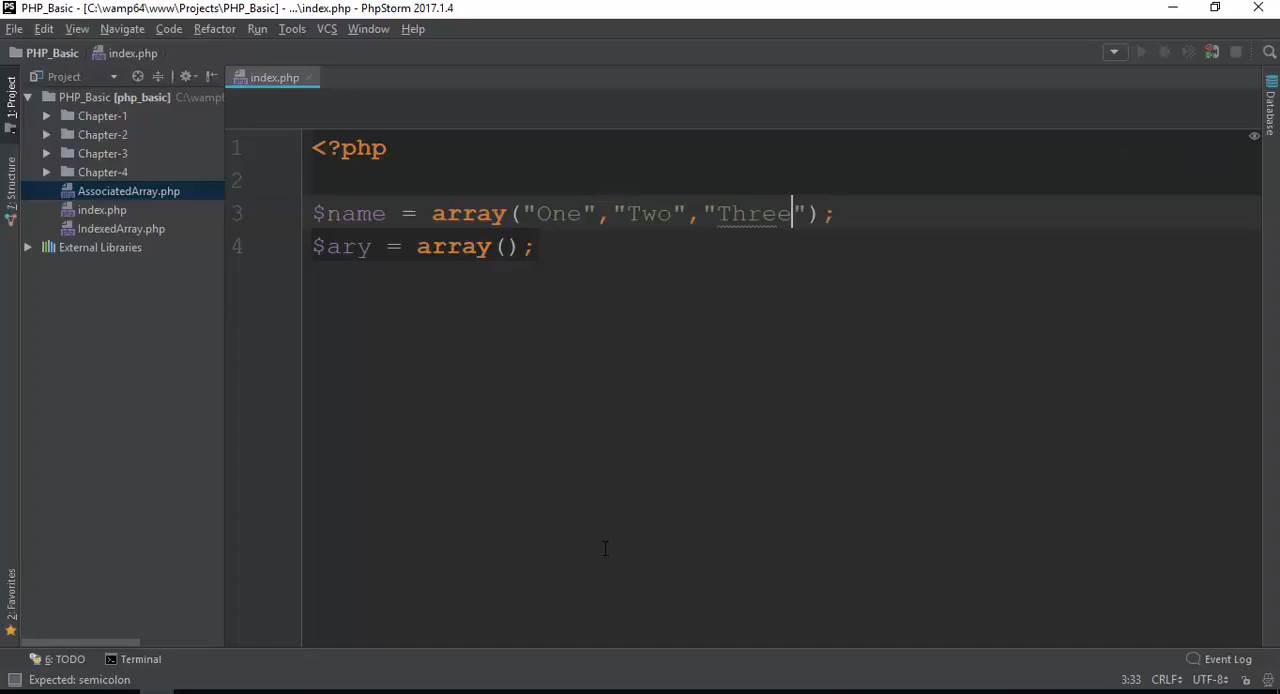 PS PHP_Basic - [C:\wamp64\www\Projects\PHP_Basic] - ...\index.php - PhpStorm 2017.1.4
File Edit View Navigate Code Refactor Run Tools VCS Window Help
PHP_Basic index.php
Project index.php
1: Project
PHP_Basic [php_basic] C:\wamp6
Chapter-1
Chapter-2
Chapter-3
Chapter-4
AssociatedArray.php
index.php
IndexedArray.php
External Libraries
7: Structure
2: Favorites
Database
1 <?php
2
3 $name = array("One","Two","Three");
4 $ary = array();
6: TODO Terminal Event Log
Expected: semicolon 3:33 CRLF UTF-8